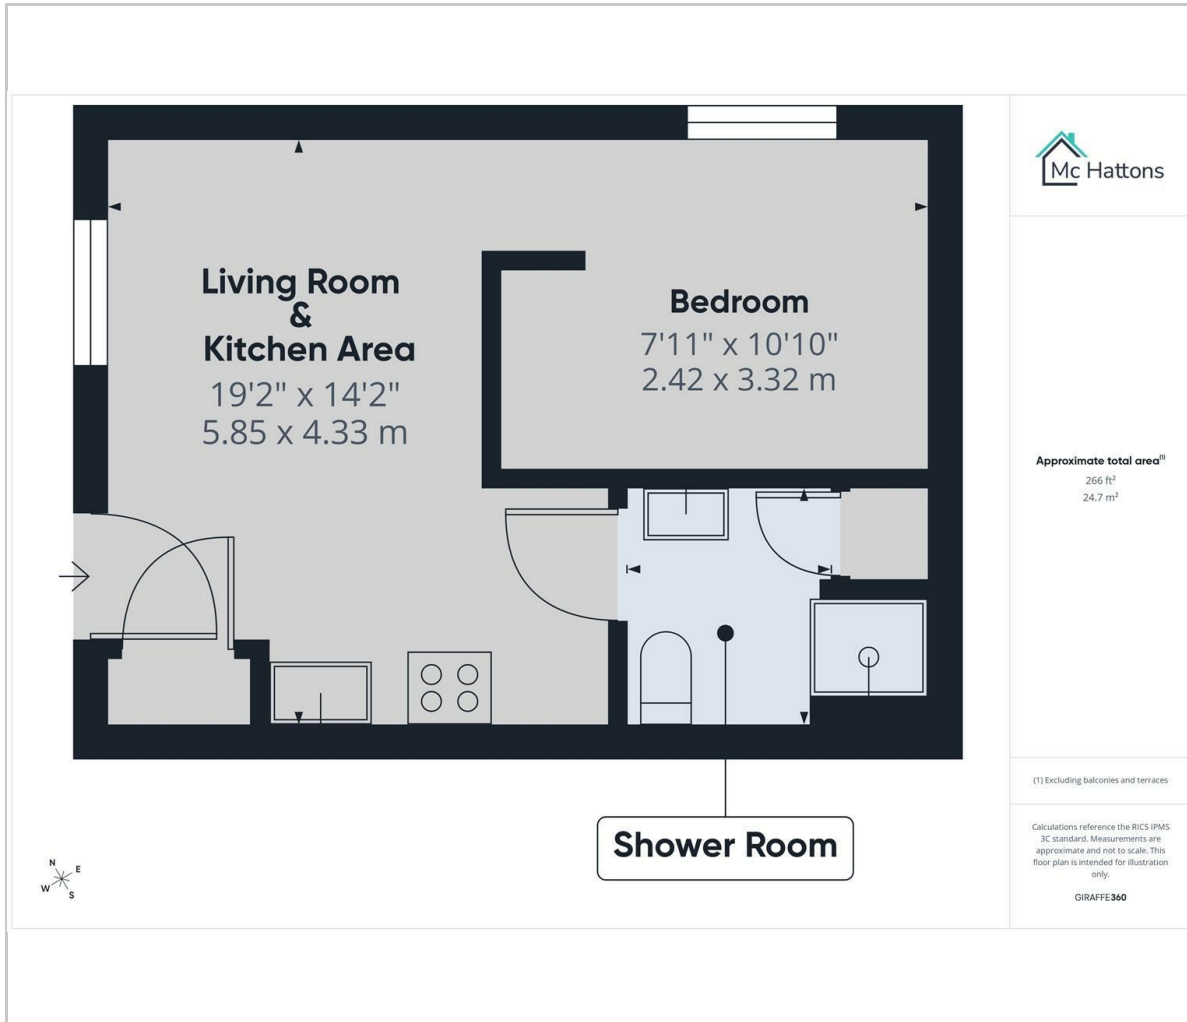 Living Room
&
Kitchen Area
19'2" x 14'2"
5.85 x 4.33 m
Bedroom
7'11" x 10'10"
2.42 x 3.32 m
Shower Room
N
E
W
S
Mc Hattons
Approximate total area(1)
266 ft²
24.7 m²
(1) Excluding balconies and terraces
Calculations reference the RICS IPMS
3C standard. Measurements are
approximate and not to scale. This
floor plan is intended for illustration
only.
GIRAFFE360